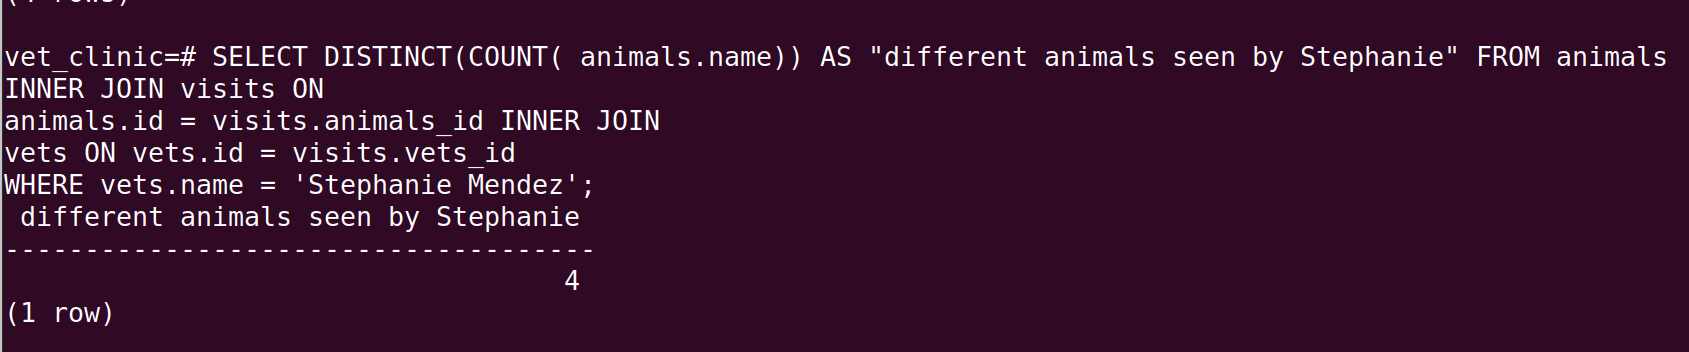 (4 rows)
vet_clinic=# SELECT DISTINCT(COUNT( animals.name)) AS "different animals seen by Stephanie" FROM animals
INNER JOIN visits ON
animals.id = visits.animals_id INNER JOIN
vets ON vets.id = visits.vets_id
WHERE vets.name = 'Stephanie Mendez';
 different animals seen by Stephanie
-------------------------------------
                                   4
(1 row)